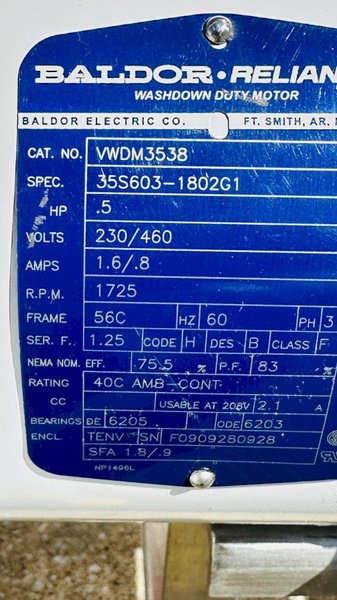 BALDOR • RELIAN
WASHDOWN DUTY MOTOR
BALDOR ELECTRIC CO. FT. SMITH, AR.
CAT. NO. VWDM3538
SPEC. 35S603-1802G1
HP .5
VOLTS 230/460
AMPS 1.6/.8
R.P.M. 1725
FRAME 56C HZ 60 PH 3
SER. F. 1.25 CODE H DES B CLASS F
NEMA NOM. EFF. 75.5 % P.F. 83 %
RATING 40C AMB-CONT
CC USABLE AT 208V 2.1 A
BEARINGS DE 6205 ODE 6203
ENCL. TENV SN F0909280928
SFA 1.8/.9
NP1496L